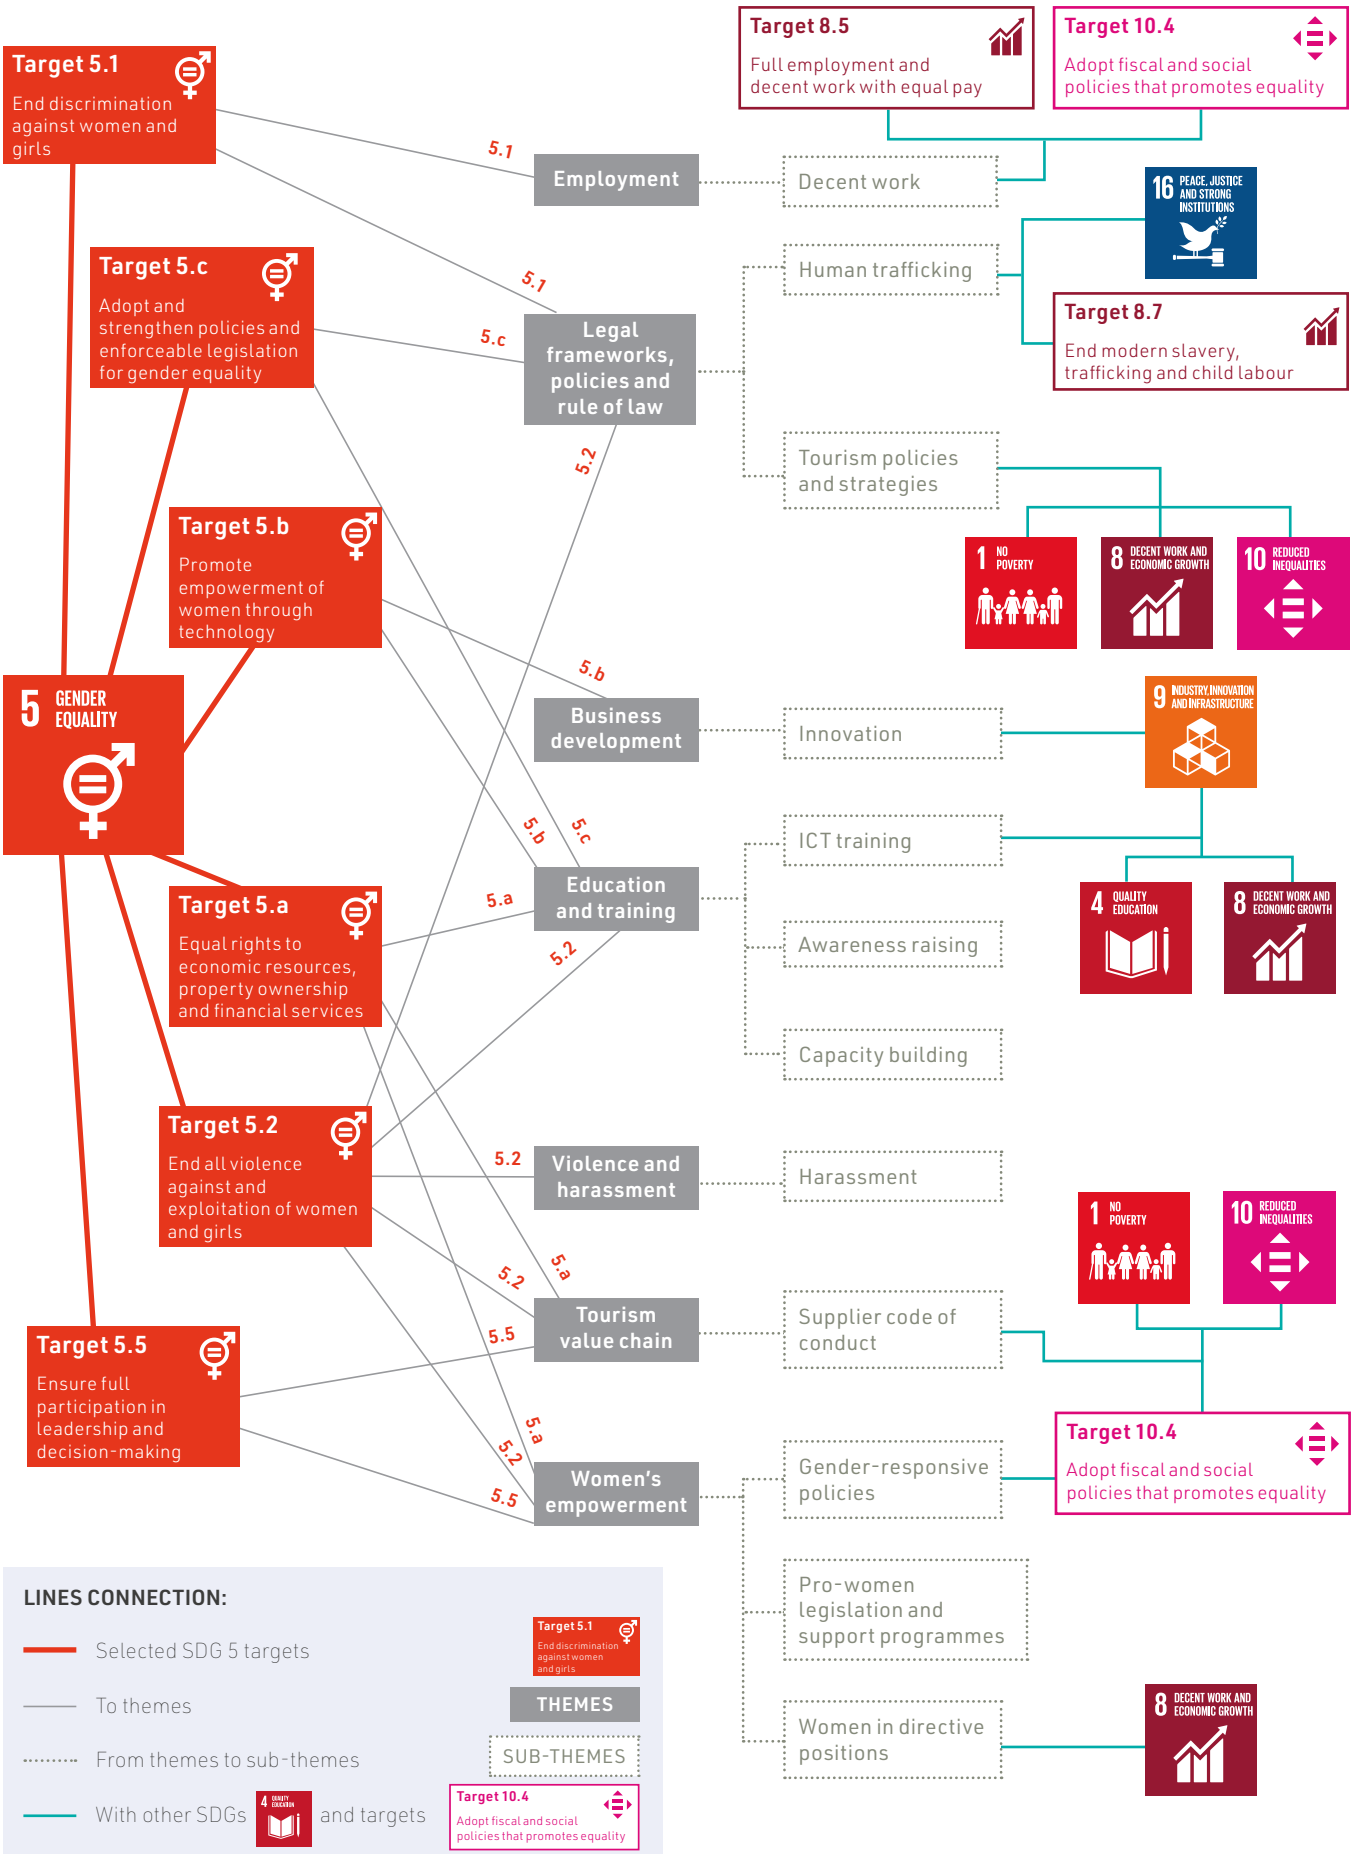 Target 5.1
End discrimination
against women and
girls
Target 5.c
Adopt and
strengthen policies and
enforceable legislation
for gender equality
Target 5.b
Promote
empowerment of
women through
technology
5 GENDER
EQUALITY
Target 5.a
Equal rights to
economic resources,
property ownership
and financial services
Target 5.2
End all violence
against and
exploitation of women
and girls
Target 5.5
Ensure full
participation in
leadership and
decision-making
5.1
5.1
5.c
5.2
5.b
5.b
5.c
5.a
5.2
5.2
5.a
5.2
5.5
5.a
5.2
5.5
Employment
Legal
frameworks,
policies and
rule of law
Business
development
Education
and training
Violence and
harassment
Tourism
value chain
Women's
empowerment
Decent work
Human trafficking
Tourism policies
and strategies
Innovation
ICT training
Awareness raising
Capacity building
Harassment
Supplier code of
conduct
Gender-responsive
policies
Pro-women
legislation and
support programmes
Women in directive
positions
Target 8.5
Full employment and
decent work with equal pay
Target 10.4
Adopt fiscal and social
policies that promotes equality
16 PEACE, JUSTICE
AND STRONG
INSTITUTIONS
Target 8.7
End modern slavery,
trafficking and child labour
1 NO
POVERTY
8 DECENT WORK AND
ECONOMIC GROWTH
10 REDUCED
INEQUALITIES
9 INDUSTRY, INNOVATION
AND INFRASTRUCTURE
4 QUALITY
EDUCATION
8 DECENT WORK AND
ECONOMIC GROWTH
1 NO
POVERTY
10 REDUCED
INEQUALITIES
Target 10.4
Adopt fiscal and social
policies that promotes equality
8 DECENT WORK AND
ECONOMIC GROWTH
LINES CONNECTION:
Selected SDG 5 targets
Target 5.1
End discrimination
against women
and girls
To themes
THEMES
From themes to sub-themes
SUB-THEMES
With other SDGs
4 QUALITY
EDUCATION
and targets
Target 10.4
Adopt fiscal and social
policies that promotes equality